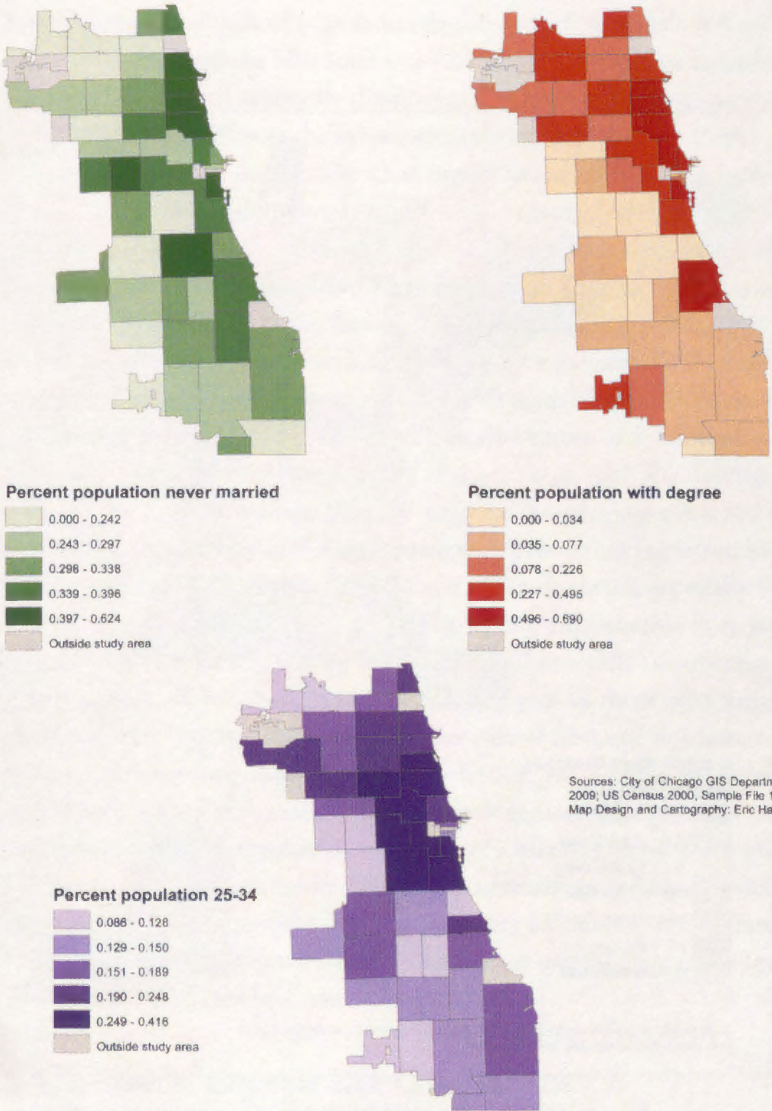 Percent population never married
0.000 - 0.242
0.243 - 0.297
0.298 - 0.338
0.339 - 0.396
0.397 - 0.624
Outside study area
Percent population with degree
0.000 - 0.034
0.035 - 0.077
0.078 - 0.226
0.227 - 0.495
0.496 - 0.690
Outside study area
Sources: City of Chicago GIS Departm
2009; US Census 2000, Sample File 1
Map Design and Cartography: Eric Ha
Percent population 25-34
0.086 - 0.128
0.129 - 0.150
0.151 - 0.189
0.190 - 0.248
0.249 - 0.416
Outside study area